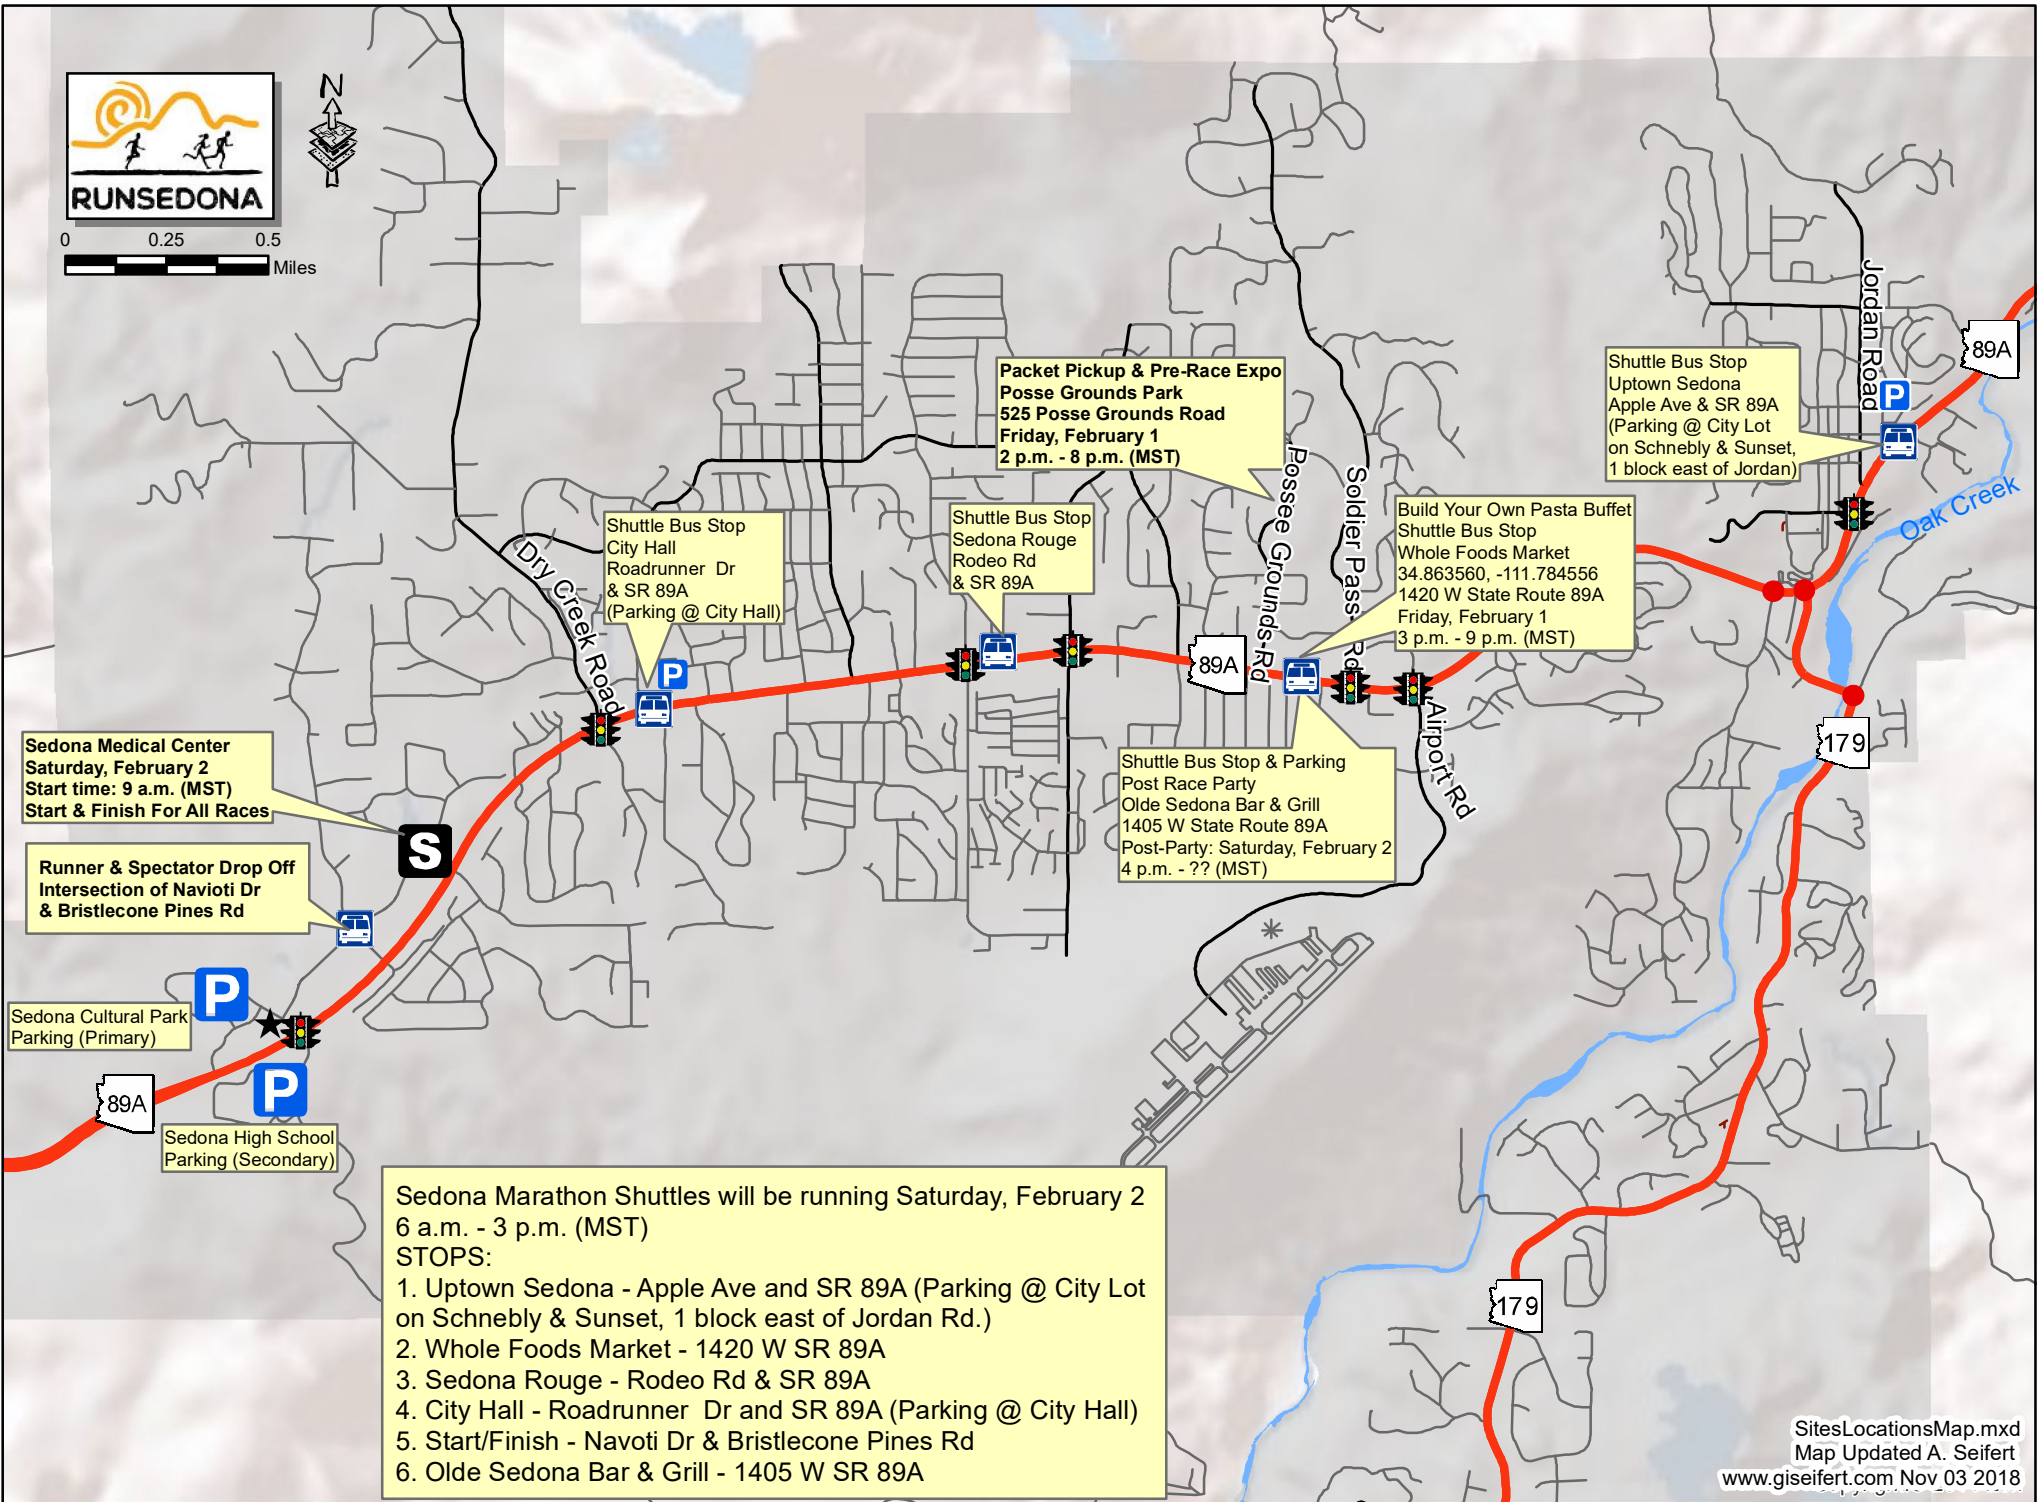 N
RUNSEDONA
0 0.25 0.5
Miles
Jordan Road
89A
Shuttle Bus Stop
Uptown Sedona
Apple Ave & SR 89A
(Parking @ City Lot
on Schnebly & Sunset,
1 block east of Jordan)
P
Oak Creek
Packet Pickup & Pre-Race Expo
Posse Grounds Park
525 Posse Grounds Road
Friday, February 1
2 p.m. - 8 p.m. (MST)
Possee Grounds Rd
Soldier Pass Rd
Build Your Own Pasta Buffet
Shuttle Bus Stop
Whole Foods Market
34.863560, -111.784556
1420 W State Route 89A
Friday, February 1
3 p.m. - 9 p.m. (MST)
Shuttle Bus Stop
Sedona Rouge
Rodeo Rd
& SR 89A
Shuttle Bus Stop
City Hall
Roadrunner Dr
& SR 89A
(Parking @ City Hall)
Dry Creek Road
P
89A
Airport Rd
179
Shuttle Bus Stop & Parking
Post Race Party
Olde Sedona Bar & Grill
1405 W State Route 89A
Post-Party: Saturday, February 2
4 p.m. - ?? (MST)
Sedona Medical Center
Saturday, February 2
Start time: 9 a.m. (MST)
Start & Finish For All Races
S
Runner & Spectator Drop Off
Intersection of Navioti Dr
& Bristlecone Pines Rd
P
Sedona Cultural Park
Parking (Primary)
P
89A
Sedona High School
Parking (Secondary)
Sedona Marathon Shuttles will be running Saturday, February 2
6 a.m. - 3 p.m. (MST)
STOPS:
1. Uptown Sedona - Apple Ave and SR 89A (Parking @ City Lot
on Schnebly & Sunset, 1 block east of Jordan Rd.)
2. Whole Foods Market - 1420 W SR 89A
3. Sedona Rouge - Rodeo Rd & SR 89A
4. City Hall - Roadrunner Dr and SR 89A (Parking @ City Hall)
5. Start/Finish - Navoti Dr & Bristlecone Pines Rd
6. Olde Sedona Bar & Grill - 1405 W SR 89A
179
SitesLocationsMap.mxd
Map Updated A. Seifert
www.giseifert.com Nov 03 2018